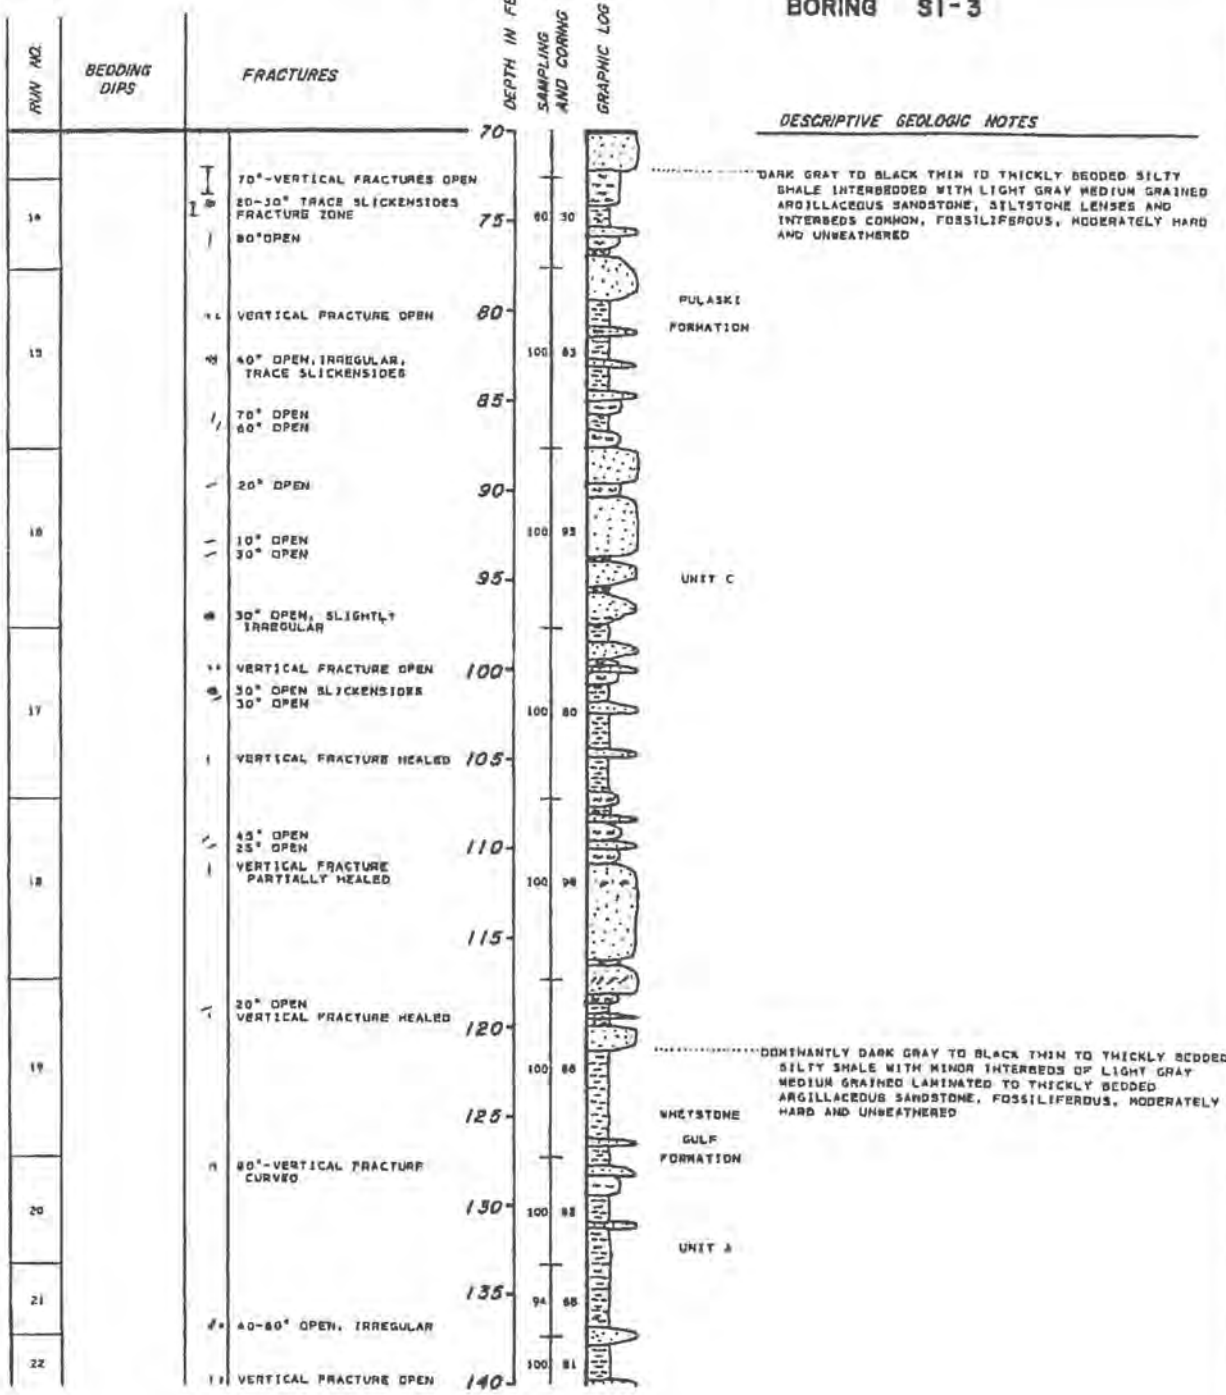 BORING SI-3
RUN NO.
BEDDING
DIPS
FRACTURES
DEPTH IN FE
SAMPLING
AND CORING
GRAPHIC LOG
DESCRIPTIVE GEOLOGIC NOTES
70
70°-VERTICAL FRACTURES OPEN
DARK GRAY TO BLACK THIN TO THICKLY BEDDED SILTY
SHALE INTERBEDDED WITH LIGHT GRAY MEDIUM GRAINED
ARGILLACEOUS SANDSTONE, SILTSTONE LENSES AND
INTERBEDS COMMON, FOSSILIFEROUS, MODERATELY HARD
AND UNWEATHERED
20-30° TRACE SLICKENSIDES
FRACTURE ZONE
14
75
60 30
80° OPEN
PULASKI
FORMATION
80
VERTICAL FRACTURE OPEN
15
100 83
40° OPEN, IRREGULAR,
TRACE SLICKENSIDES
85
70° OPEN
60° OPEN
20° OPEN
90
16
100 93
10° OPEN
30° OPEN
95
UNIT C
30° OPEN, SLIGHTLY
IRREGULAR
VERTICAL FRACTURE OPEN
100
30° OPEN SLICKENSIDES
30° OPEN
17
100 80
VERTICAL FRACTURE HEALED
105
45° OPEN
25° OPEN
110
VERTICAL FRACTURE
PARTIALLY HEALED
18
100
115
20° OPEN
VERTICAL FRACTURE HEALED
120
DOMINANTLY DARK GRAY TO BLACK THIN TO THICKLY BEDDED
SILTY SHALE WITH MINOR INTERBEDS OF LIGHT GRAY
MEDIUM GRAINED LAMINATED TO THICKLY BEDDED
ARGILLACEOUS SANDSTONE, FOSSILIFEROUS, MODERATELY
HARD AND UNWEATHERED
19
100
125
WHETSTONE
GULF
FORMATION
80°-VERTICAL FRACTURE
CURVED
130
20
100
UNIT A
135
21
94 68
40-60° OPEN, IRREGULAR
22
100 81
VERTICAL FRACTURE OPEN
140